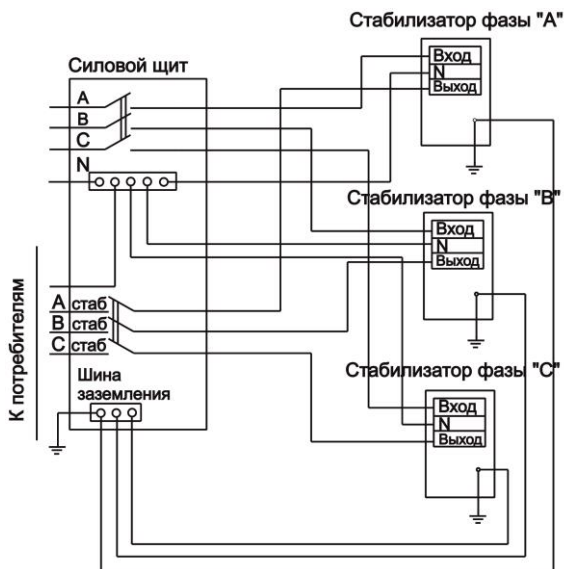 Стабилизатор фазы "А"
Вход
N
Выход
Силовой щит
A
B
C
N
Стабилизатор фазы "В"
Вход
N
Выход
К потребителям
А стаб
В стаб
С стаб
Стабилизатор фазы "С"
Вход
N
Выход
Шина
заземления